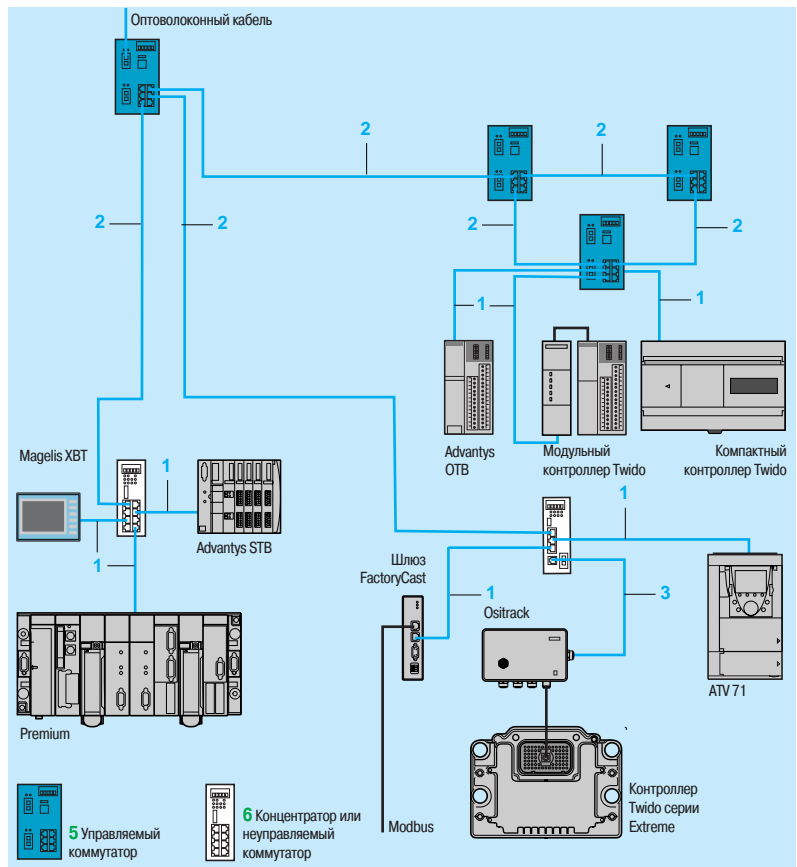 Оптоволоконный кабель
2
2
2
2
2
2
1
1
Advantys
OTB
Модульный
контроллер Twido
Компактный
контроллер Twido
Magelis XBT
1
Advantys STB
1
1
Шлюз
FactoryCast
1
Ositrack
3
ATV 71
Premium
Modbus
Контроллер
Twido серии
Extreme
5 Управляемый
коммутатор
6 Концентратор или
неуправляемый
коммутатор